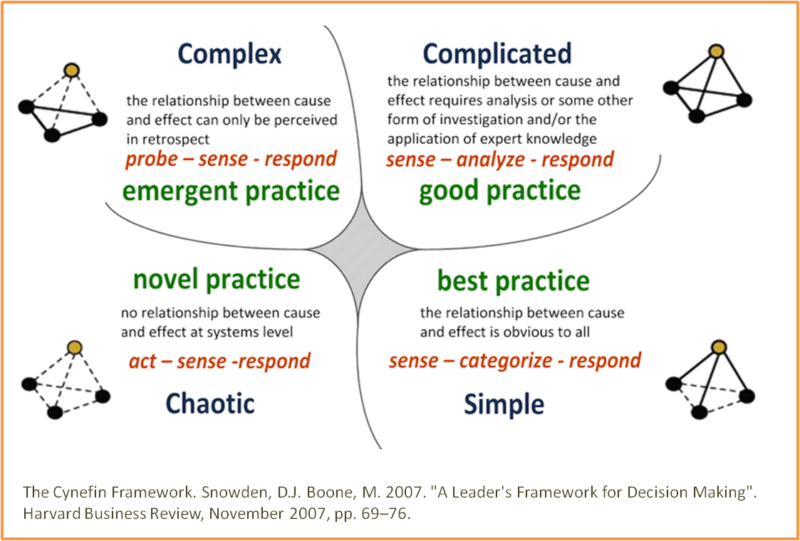 Complex
the relationship between cause
and effect can only be perceived
in retrospect
probe – sense - respond
emergent practice
Complicated
the relationship between cause and
effect requires analysis or some other
form of investigation and/or the
application of expert knowledge
sense – analyze - respond
good practice
novel practice
no relationship between cause
and effect at systems level
act – sense -respond
Chaotic
best practice
the relationship between cause
and effect is obvious to all
sense – categorize - respond
Simple
The Cynefin Framework. Snowden, D.J. Boone, M. 2007. "A Leader's Framework for Decision Making".
Harvard Business Review, November 2007, pp. 69–76.